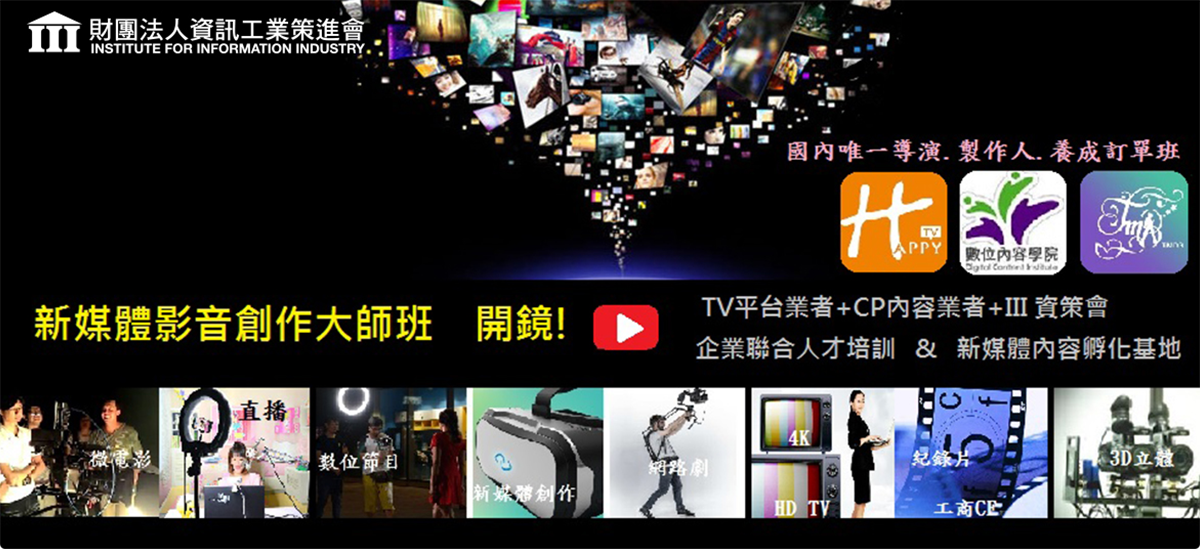 財團法人資訊工業策進會
INSTITUTE FOR INFORMATION INDUSTRY
國內唯一導演.製作人.養成訂單班
HAPPY TV
數位內容學院
Digital Content Institute
新媒體影音創作大師班 開鏡!
TV平台業者+CP內容業者+III 資策會
企業聯合人才培訓 & 新媒體內容孵化基地
微電影
直播
數位節目
新媒體創作
網路劇
4K
HD TV
紀錄片
工商CF
3D立體